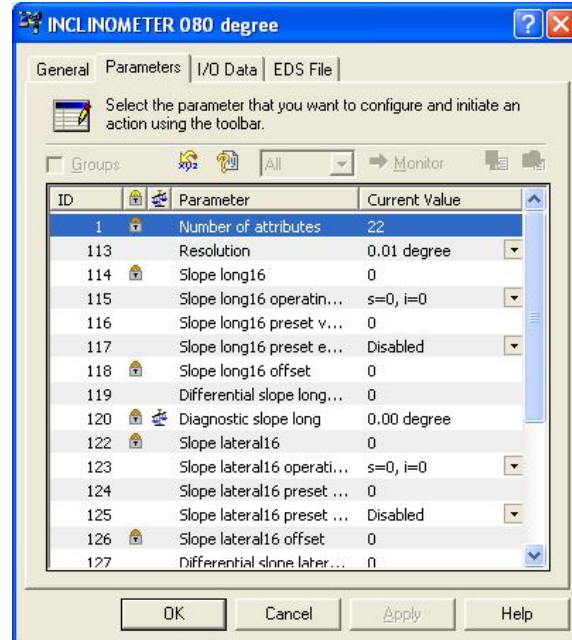 INCLINOMETER 080 degree
General Parameters I/O Data EDS File
Select the parameter that you want to configure and initiate an
action using the toolbar.
Groups All Monitor
ID Parameter Current Value
1 Number of attributes 22
113 Resolution 0.01 degree
114 Slope long16 0
115 Slope long16 operatin... s=0, i=0
116 Slope long16 preset v... 0
117 Slope long16 preset e... Disabled
118 Slope long16 offset 0
119 Differential slope long... 0
120 Diagnostic slope long 0.00 degree
122 Slope lateral16 0
123 Slope lateral16 operati... s=0, i=0
124 Slope lateral16 preset ... 0
125 Slope lateral16 preset ... Disabled
126 Slope lateral16 offset 0
127 Differential slope later... 0
OK Cancel Apply Help